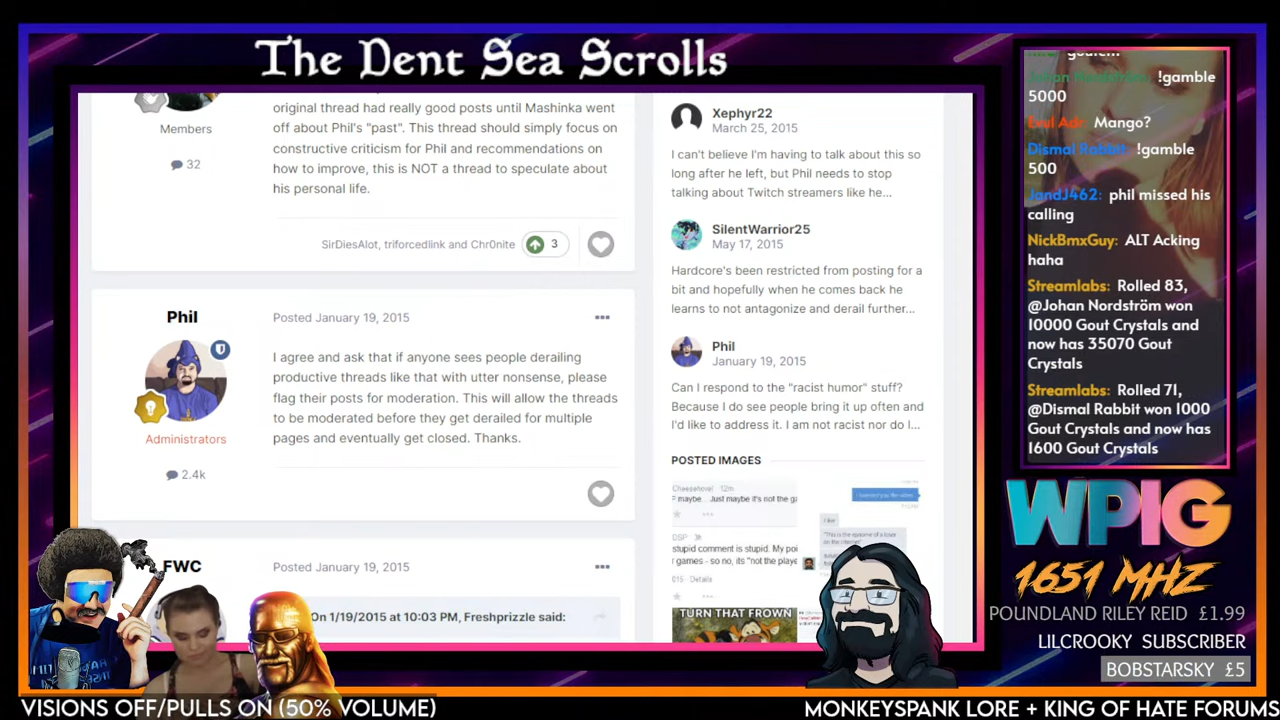 The Dent Sea Scrolls
original thread had really good posts until Mashinka went
off about Phil's "past". This thread should simply focus on
constructive criticism for Phil and recommendations on
how to improve, this is NOT a thread to speculate about
his personal life.
Members
32
SirDiesAlot, triforcedlink and Chr0nite
3
Phil
Posted January 19, 2015
I agree and ask that if anyone sees people derailing
productive threads like that with utter nonsense, please
flag their posts for moderation. This will allow the threads
to be moderated before they get derailed for multiple
pages and eventually get closed. Thanks.
Administrators
2.4k
FWC
Posted January 19, 2015
On 1/19/2015 at 10:03 PM, Freshprizzle said:
Xephyr22
March 25, 2015
I can't believe I'm having to talk about this so
long after he left, but Phil needs to stop
talking about Twitch streamers like he...
SilentWarrior25
May 17, 2015
Hardcore's been restricted from posting for a
bit and hopefully when he comes back he
learns to not antagonize and derail further...
Phil
January 19, 2015
Can I respond to the "racist humor" stuff?
Because I do see people bring it up often and
I'd like to address it. I am not racist nor do I...
POSTED IMAGES
Cheesehovel 12m
maybe... Just maybe it's not the ga
DSP
stupid comment is stupid. My poi
games - so no, its "not the playe
015 · Details
I like
"This is the epitome of a loser
on the internet"
TURN THAT FROWN
!gamble
5000
Evul Adr: Mango?
Dismal Rabbit: !gamble
500
JandJ462: phil missed his
calling
NickBmxGuy: ALT Acking
haha
Streamlabs: Rolled 83,
@Johan Nordström won
10000 Gout Crystals and
now has 35070 Gout
Crystals
Streamlabs: Rolled 71,
@Dismal Rabbit won 1000
Gout Crystals and now has
1600 Gout Crystals
WPIG
1651 MHZ
POUNDLAND RILEY REID £1.99
LILCROOKY SUBSCRIBER
BOBSTARSKY £5
VISIONS OFF/PULLS ON (50% VOLUME)
MONKEYSPANK LORE + KING OF HATE FORUMS